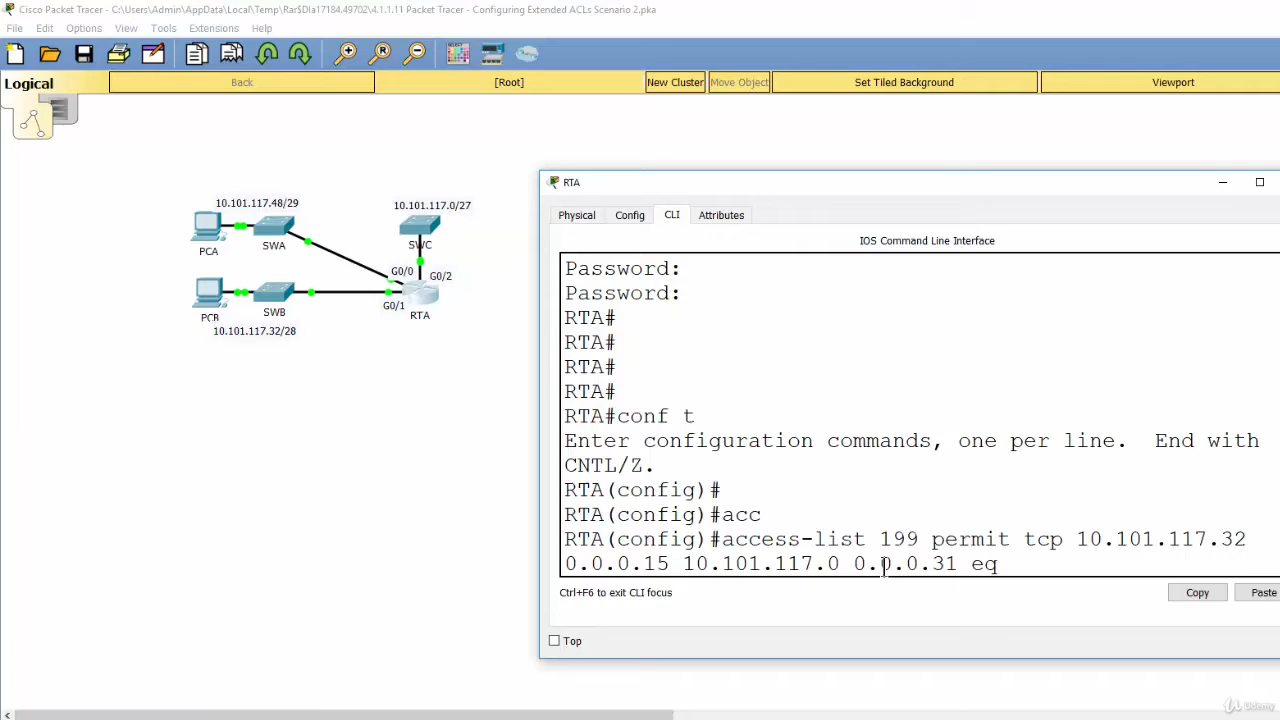 Cisco Packet Tracer - C:\Users\Admin\AppData\Local\Temp\Rar$DIa17184.49702\4.1.1.11 Packet Tracer - Configuring Extended ACLs Scenario 2.pka
File Edit Options View Tools Extensions Help
Logical Back [Root] New Cluster Move Object Set Tiled Background Viewport
10.101.117.48/29
10.101.117.0/27
PCA
SWA
SWC
G0/0
G0/2
PCB
SWB
G0/1
RTA
10.101.117.32/28
RTA
Physical Config CLI Attributes
IOS Command Line Interface
Password:
Password:
RTA#
RTA#
RTA#
RTA#
RTA#conf t
Enter configuration commands, one per line. End with
CNTL/Z.
RTA(config)#
RTA(config)#acc
RTA(config)#access-list 199 permit tcp 10.101.117.32
0.0.0.15 10.101.117.0 0.0.0.31 eq
Ctrl+F6 to exit CLI focus
Copy Paste
Top
Udemy